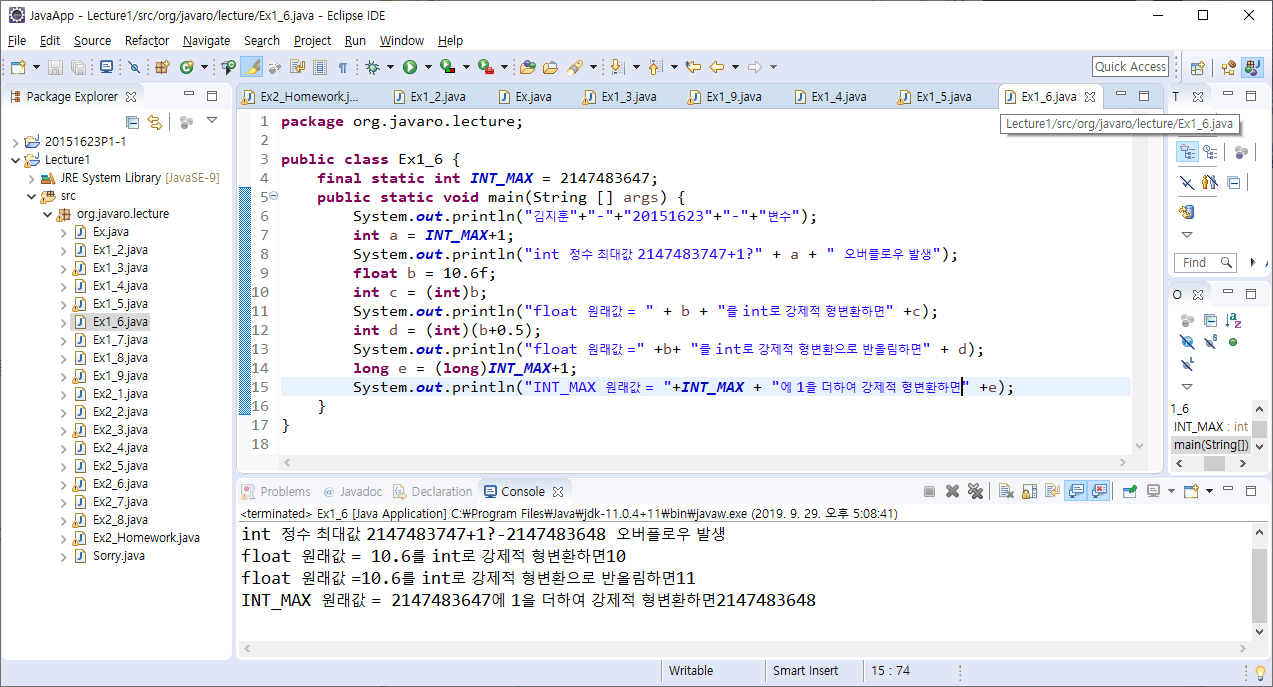 JavaApp - Lecture1/src/org/javaro/lecture/Ex1_6.java - Eclipse IDE
File Edit Source Refactor Navigate Search Project Run Window Help
Quick Access
Package Explorer
Ex2_Homework.j... Ex1_2.java Ex.java Ex1_3.java Ex1_9.java Ex1_4.java Ex1_5.java Ex1_6.java
T
Lecture1/src/org/javaro/lecture/Ex1_6.java
20151623P1-1
Lecture1
JRE System Library [JavaSE-9]
src
org.javaro.lecture
Ex.java
Ex1_2.java
Ex1_3.java
Ex1_4.java
Ex1_5.java
Ex1_6.java
Ex1_7.java
Ex1_8.java
Ex1_9.java
Ex2_1.java
Ex2_2.java
Ex2_3.java
Ex2_4.java
Ex2_5.java
Ex2_6.java
Ex2_7.java
Ex2_8.java
Ex2_Homework.java
Sorry.java
1 package org.javaro.lecture;
2
3 public class Ex1_6 {
4 final static int INT_MAX = 2147483647;
5 public static void main(String [] args) {
6 System.out.println("김지훈"+"-"+"20151623"+"-"+"변수");
7 int a = INT_MAX+1;
8 System.out.println("int 정수 최대값 2147483747+1?" + a + " 오버플로우 발생");
9 float b = 10.6f;
10 int c = (int)b;
11 System.out.println("float 원래값 = " + b + "를 int로 강제적 형변환하면" +c);
12 int d = (int)(b+0.5);
13 System.out.println("float 원래값 =" +b+ "를 int로 강제적 형변환으로 반올림하면" + d);
14 long e = (long)INT_MAX+1;
15 System.out.println("INT_MAX 원래값 = "+INT_MAX + "에 1을 더하여 강제적 형변환하면" +e);
16 }
17 }
18
Find
O
1_6
INT_MAX : int
main(String[])
Problems Javadoc Declaration Console
<terminated> Ex1_6 [Java Application] C:₩Program Files₩Java₩jdk-11.0.4+11₩bin₩javaw.exe (2019. 9. 29. 오후 5:08:41)
int 정수 최대값 2147483747+1?-2147483648 오버플로우 발생
float 원래값 = 10.6를 int로 강제적 형변환하면10
float 원래값 =10.6를 int로 강제적 형변환으로 반올림하면11
INT_MAX 원래값 = 2147483647에 1을 더하여 강제적 형변환하면2147483648
Writable Smart Insert 15 : 74